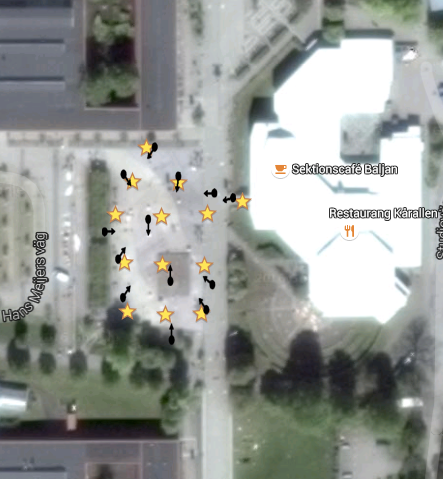 Sektionscafé Baljan
Restaurang Kårallen
Hans Meijers väg